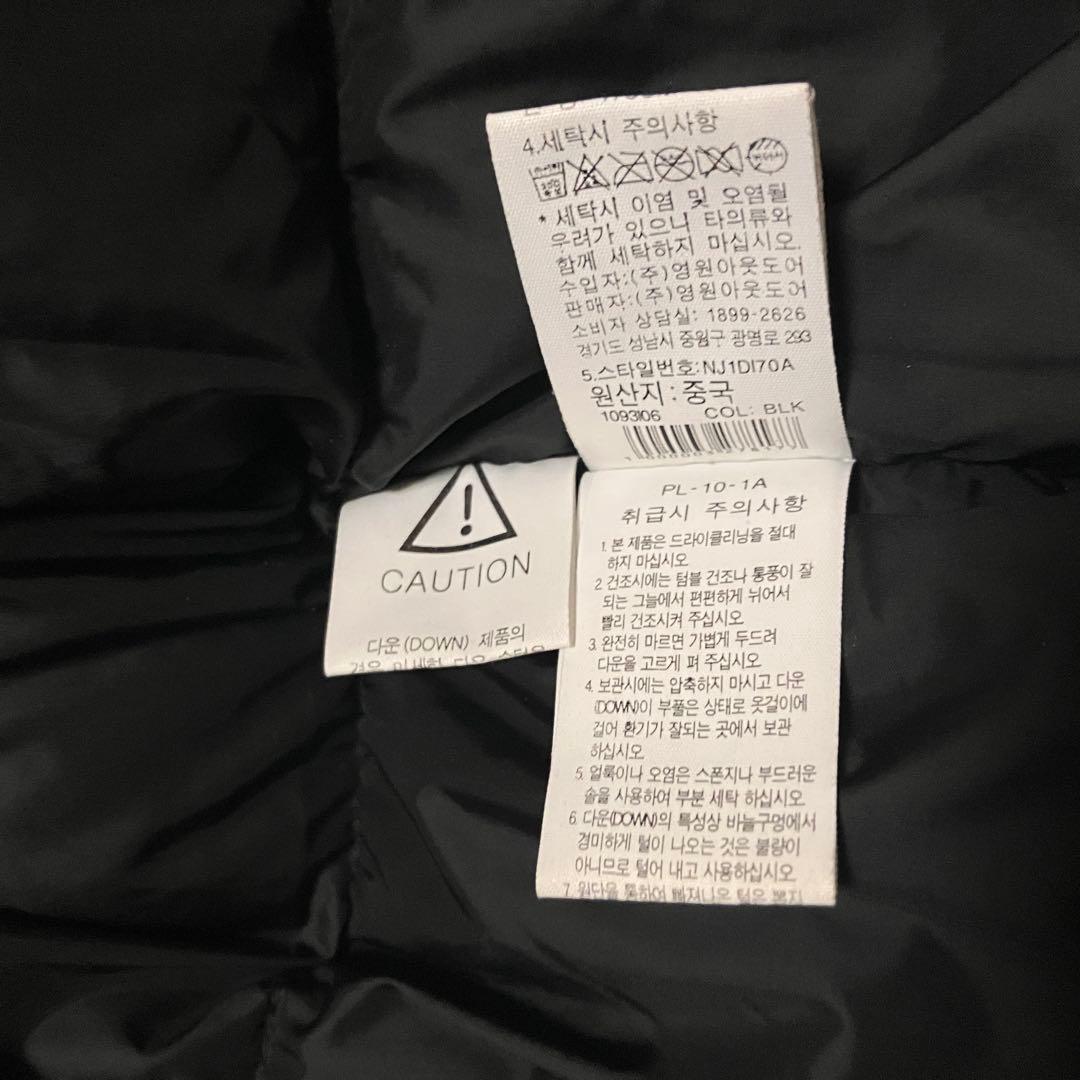 4.세탁시 주의사항
* 세탁시 이염 및 오염될
우려가 있으니 타의류와
함께 세탁하지 마십시오.
수입자:(주)영원아웃도어
판매자:(주)영원아웃도어
소비자 상담실: 1899-2626
경기도 성남시 중원구 광명로 293
5.스타일번호:NJ1DI70A
원산지:중국
1093I06 COL: BLK
PL-10-1A
취급시 주의사항
1. 본 제품은 드라이클리닝을 절대
하지 마십시오
2. 건조시에는 텀블 건조나 통풍이 잘
되는 그늘에서 편편하게 뉘어서
빨리 건조시켜 주십시오
3. 완전히 마르면 가볍게 두드려
다운을 고르게 펴 주십시오
4. 보관시에는 압축하지 마시고 다운
(DOWN)이 부풀은 상태로 옷걸이에
걸어 환기가 잘되는 곳에서 보관
하십시오
5. 얼룩이나 오염은 스폰지나 부드러운
솔을 사용하여 부분 세탁 하십시오
6. 다운(DOWN)의 특성상 바늘구멍에서
경미하게 털이 나오는 것은 불량이
아니므로 털어 내고 사용하십시오
7. 원단을 통하여 빠져나온 털은 뽑지
!
CAUTION
다운(DOWN) 제품의